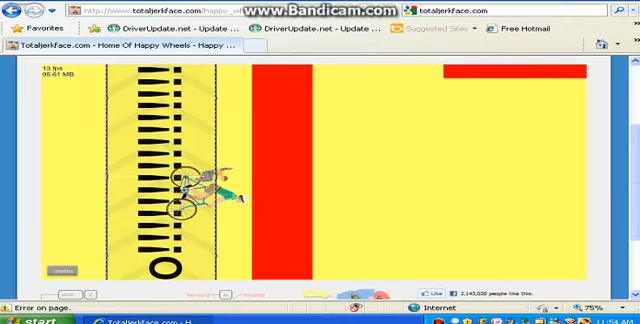 http://www.totaljerkface.com/happy_w
www.Bandicam.com
totaljerkface.com
Favorites
DriverUpdate.net - Update
DriverUpdate.net - Update
Suggested Sites
Free Hotmail
Totaljerkface.com - Home Of Happy Wheels - Happy ...
13 fps
95.61 MB
menu
Like
2,143,028 people like this.
Error on page.
Internet
75%
start
Totaljerkface.com - H
11:54 AM